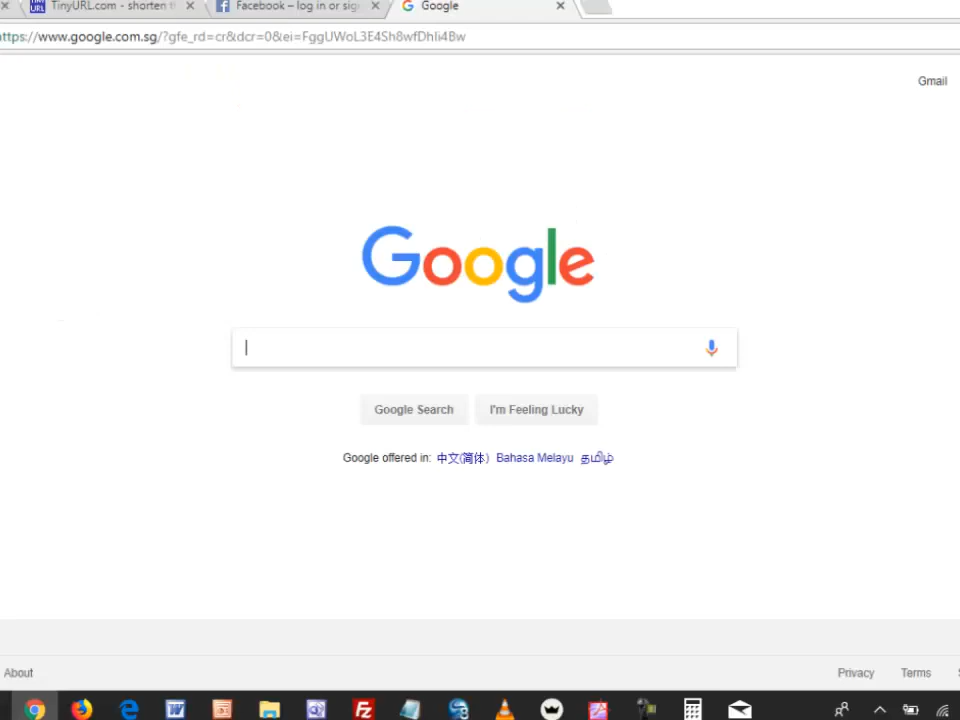 TinyURL.com - shorten t
Facebook – log in or sig
Google
https://www.google.com.sg/?gfe_rd=cr&dcr=0&ei=FggUWoL3E4Sh8wfDhli4Bw
Gmail
Google
Google Search
I'm Feeling Lucky
Google offered in: 中文(简体) Bahasa Melayu தமிழ்
About
Privacy
Terms